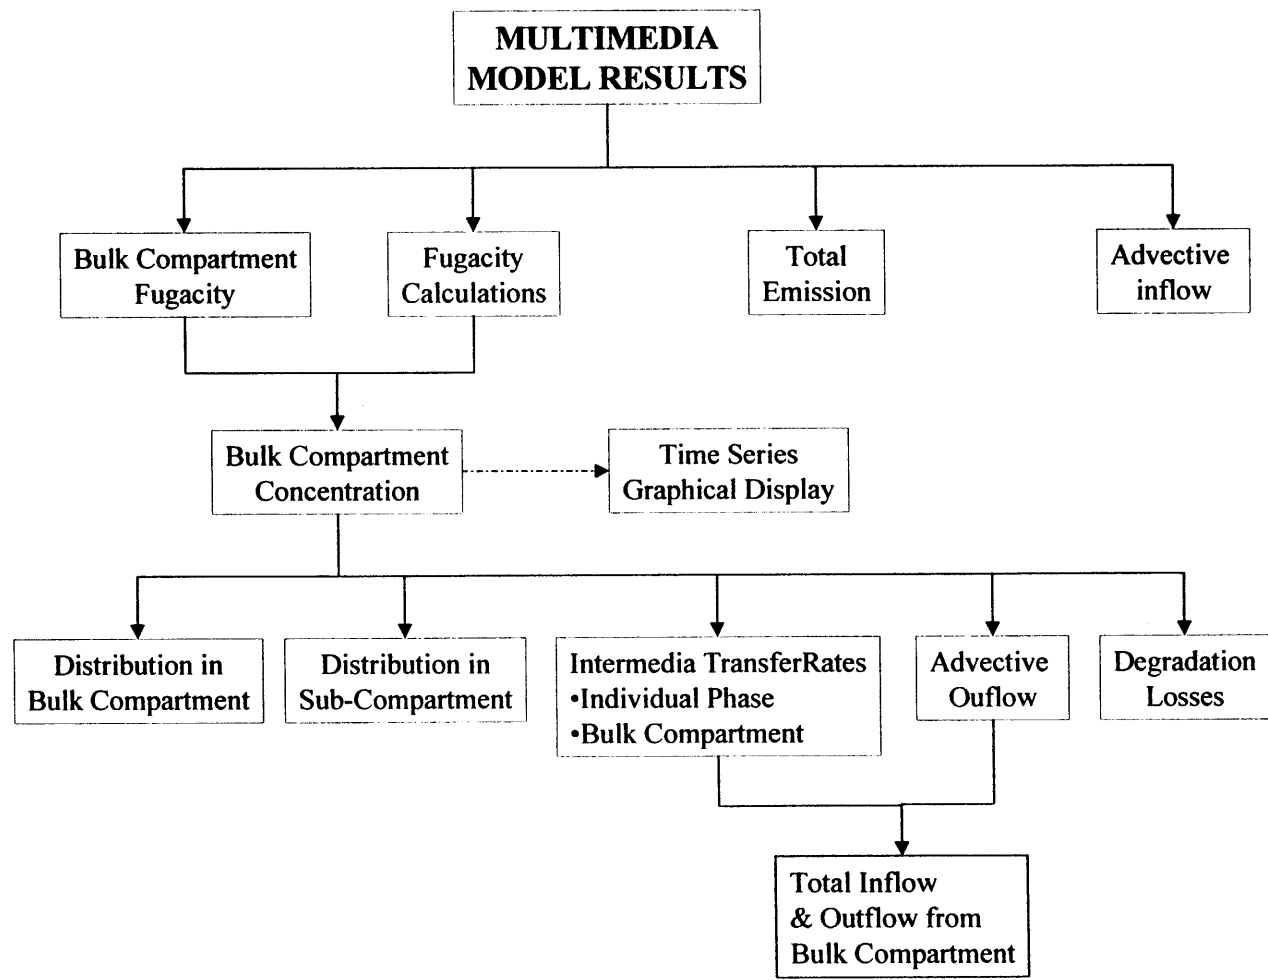 MULTIMEDIA
MODEL RESULTS
Bulk Compartment
Fugacity
Fugacity
Calculations
Total
Emission
Advective
inflow
Bulk Compartment
Concentration
Time Series
Graphical Display
Distribution in
Bulk Compartment
Distribution in
Sub-Compartment
Intermedia TransferRates
•Individual Phase
•Bulk Compartment
Advective
Ouflow
Degradation
Losses
Total Inflow
& Outflow from
Bulk Compartment